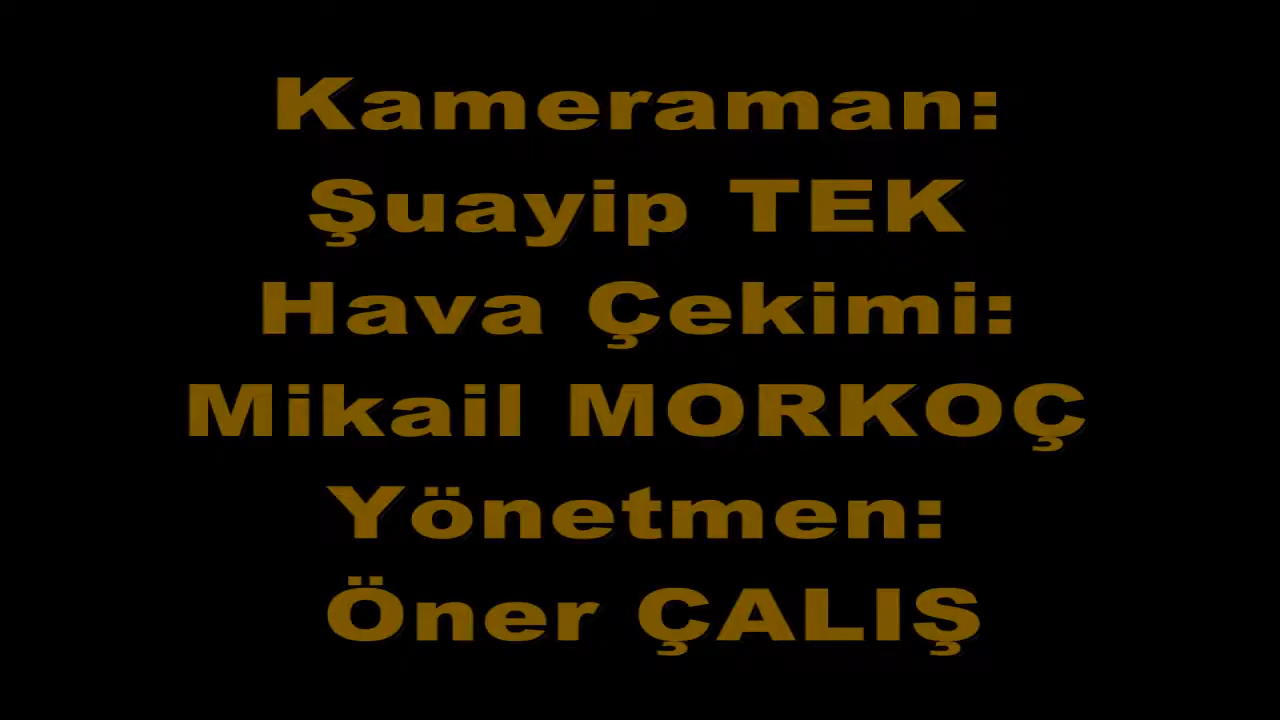 Kameraman:
Şuayip TEK
Hava Çekimi:
Mikail MORKOÇ
Yönetmen:
Öner ÇALIŞ